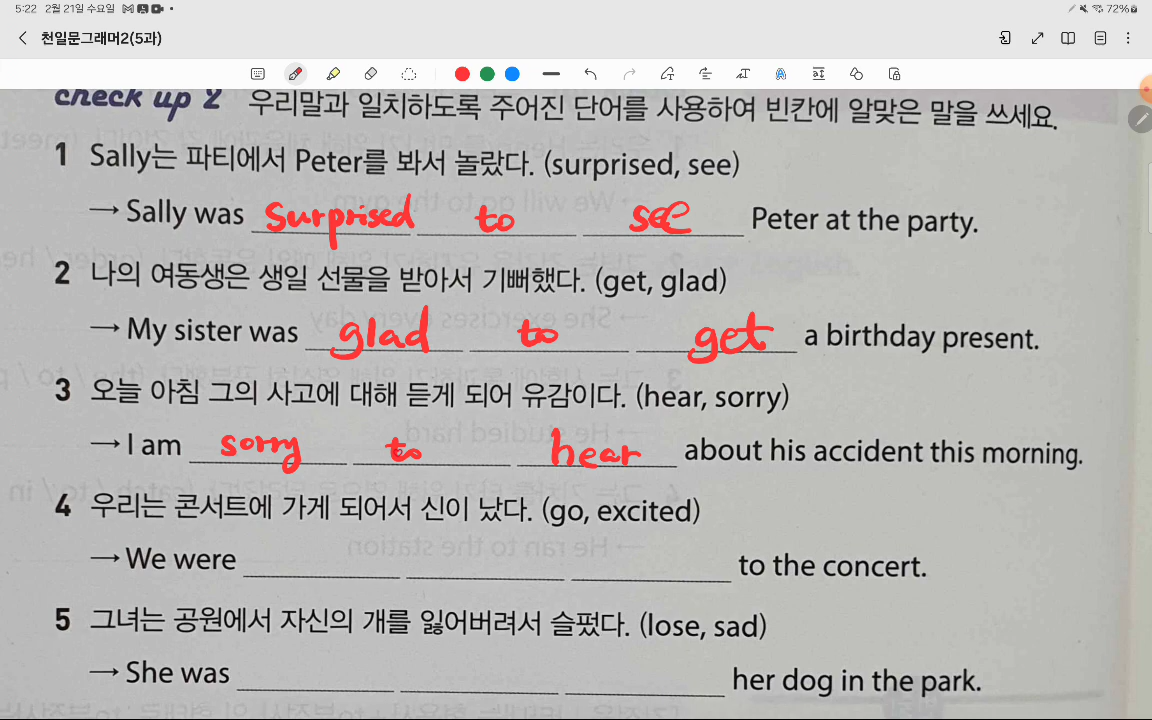 5:22 2월 21일 수요일 72%
천일문그래머2(5과)
check up 2 우리말과 일치하도록 주어진 단어를 사용하여 빈칸에 알맞은 말을 쓰세요.
1 Sally는 파티에서 Peter를 봐서 놀랐다. (surprised, see)
→ Sally was surprised to see Peter at the party.
2 나의 여동생은 생일 선물을 받아서 기뻐했다. (get, glad)
→ My sister was glad to get a birthday present.
3 오늘 아침 그의 사고에 대해 듣게 되어 유감이다. (hear, sorry)
→ I am sorry to hear about his accident this morning.
4 우리는 콘서트에 가게 되어서 신이 났다. (go, excited)
→ We were ____ ____ ____ to the concert.
5 그녀는 공원에서 자신의 개를 잃어버려서 슬펐다. (lose, sad)
→ She was ____ ____ ____ her dog in the park.